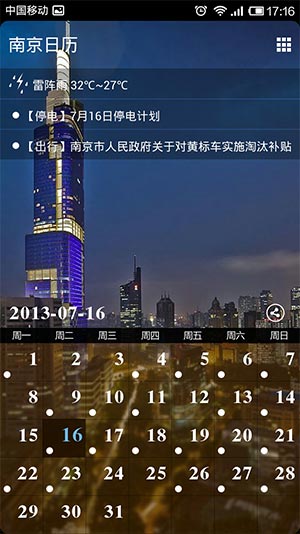 中国移动 17:16
南京日历
雷阵雨 32℃~27℃
【停电】7月16日停电计划
【出行】南京市人民政府关于对黄标车实施淘汰补贴
2013-07-16
周一 周二 周三 周四 周五 周六 周日
1 2 3 4 5 6 7
8 9 10 11 12 13 14
15 16 17 18 19 20 21
22 23 24 25 26 27 28
29 30 31